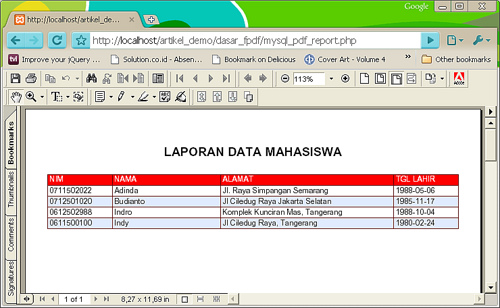 Google
http://localhost/artikel_de...
http://localhost/artikel_demo/dasar_fpdf/mysql_pdf_report.php
Improve your jQuery ... Solution.co.id - Absen... Bookmark on Delicious Cover Art - Volume 4 » Other bookmarks
113%
Adobe
Bookmarks
Thumbnails
Comments
Signatures
LAPORAN DATA MAHASISWA
NIM NAMA ALAMAT TGL LAHIR
0711502022 Adinda Jl. Raya Simpangan Semarang 1988-05-06
0712501020 Budianto Jl Ciledug Raya Jakarta Selatan 1985-11-17
0612502988 Indro Komplek Kunciran Mas, Tangerang 1988-10-04
0611500100 Indy Jl Ciledug Raya, Tangerang 1980-02-24
1 of 1 8,27 x 11,69 in